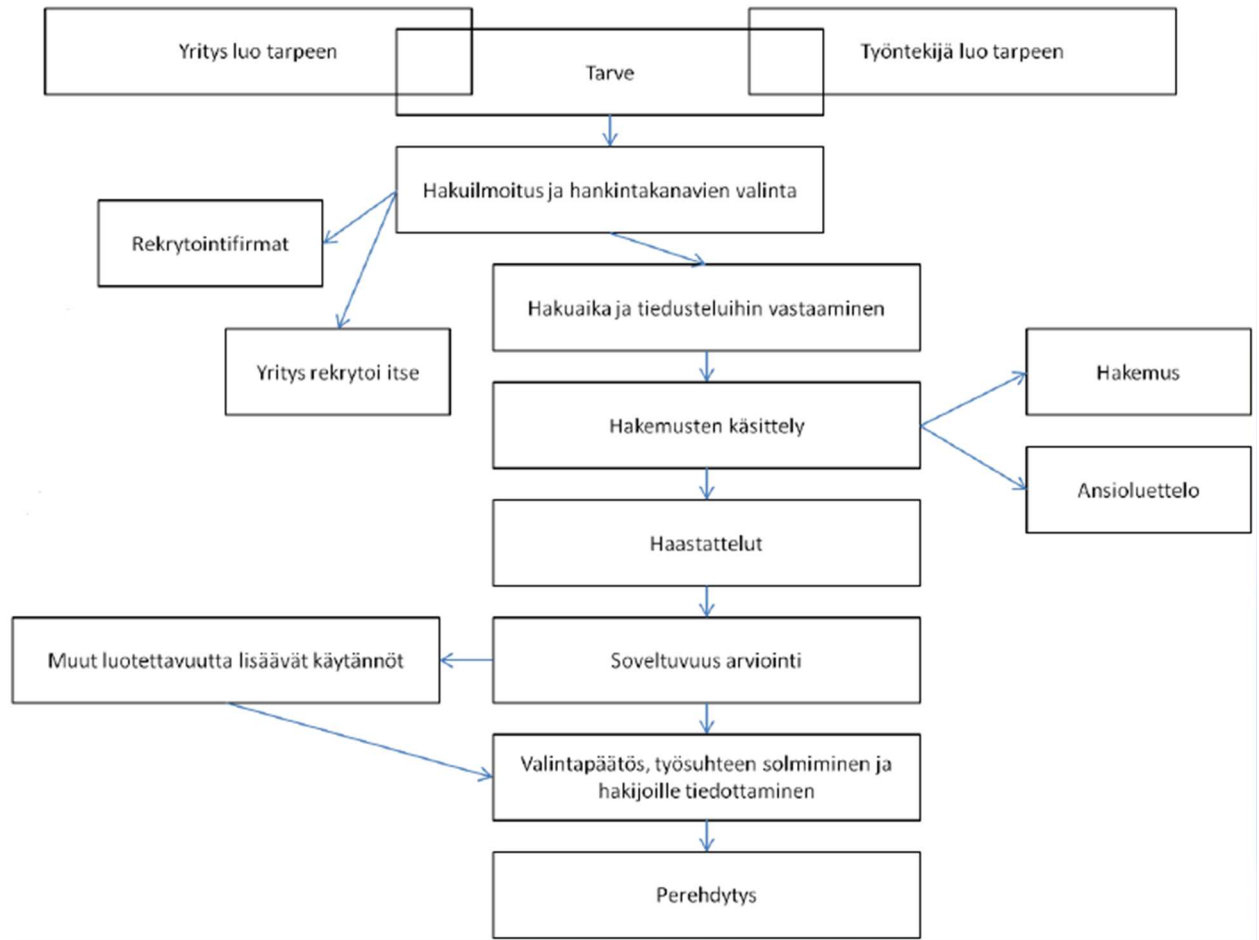 Yritys luo tarpeen
Tarve
Työntekijä luo tarpeen
Hakuilmoitus ja hankintakanavien valinta
Rekrytointifirmat
Hakuaika ja tiedusteluihin vastaaminen
Yritys rekrytoi itse
Hakemus
Hakemusten käsittely
Ansioluettelo
Haastattelut
Muut luotettavuutta lisäävät käytännöt
Soveltuvuus arviointi
Valintapäätös, työsuhteen solmiminen ja
hakijoille tiedottaminen
Perehdytys